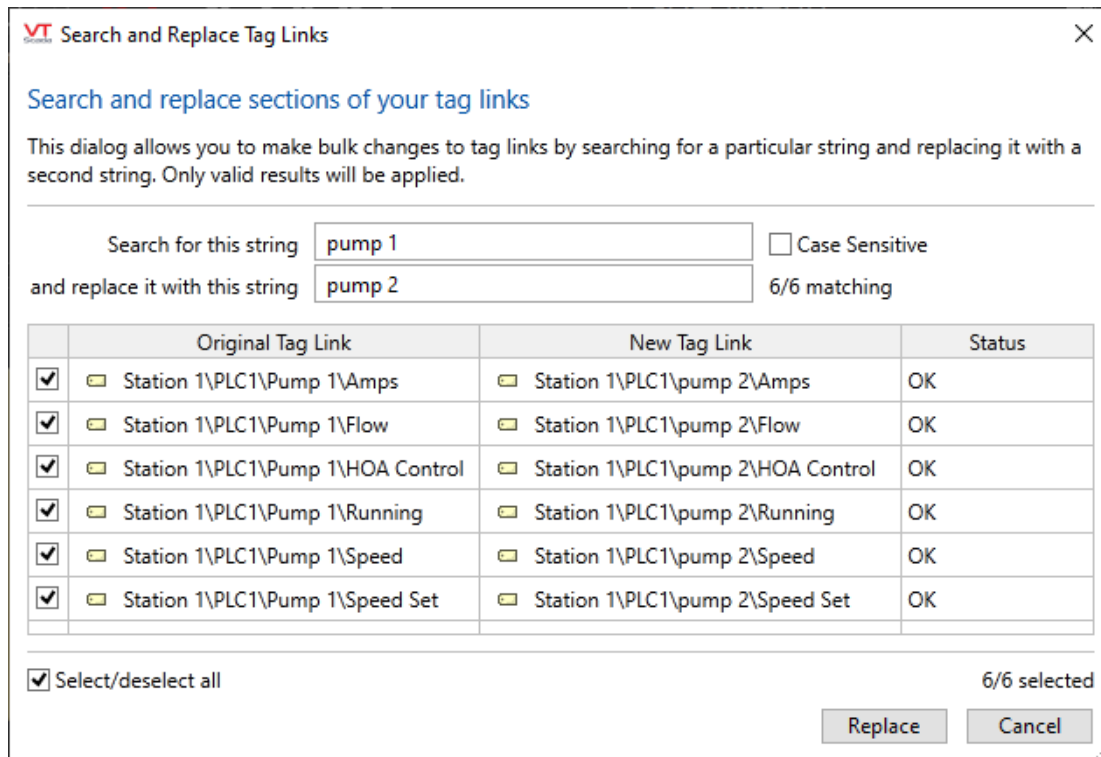 VT Scada Search and Replace Tag Links
Search and replace sections of your tag links
This dialog allows you to make bulk changes to tag links by searching for a particular string and replacing it with a
second string. Only valid results will be applied.
Search for this string pump 1 Case Sensitive
and replace it with this string pump 2 6/6 matching
Original Tag Link New Tag Link Status
Station 1\PLC1\Pump 1\Amps Station 1\PLC1\pump 2\Amps OK
Station 1\PLC1\Pump 1\Flow Station 1\PLC1\pump 2\Flow OK
Station 1\PLC1\Pump 1\HOA Control Station 1\PLC1\pump 2\HOA Control OK
Station 1\PLC1\Pump 1\Running Station 1\PLC1\pump 2\Running OK
Station 1\PLC1\Pump 1\Speed Station 1\PLC1\pump 2\Speed OK
Station 1\PLC1\Pump 1\Speed Set Station 1\PLC1\pump 2\Speed Set OK
Select/deselect all 6/6 selected
Replace Cancel